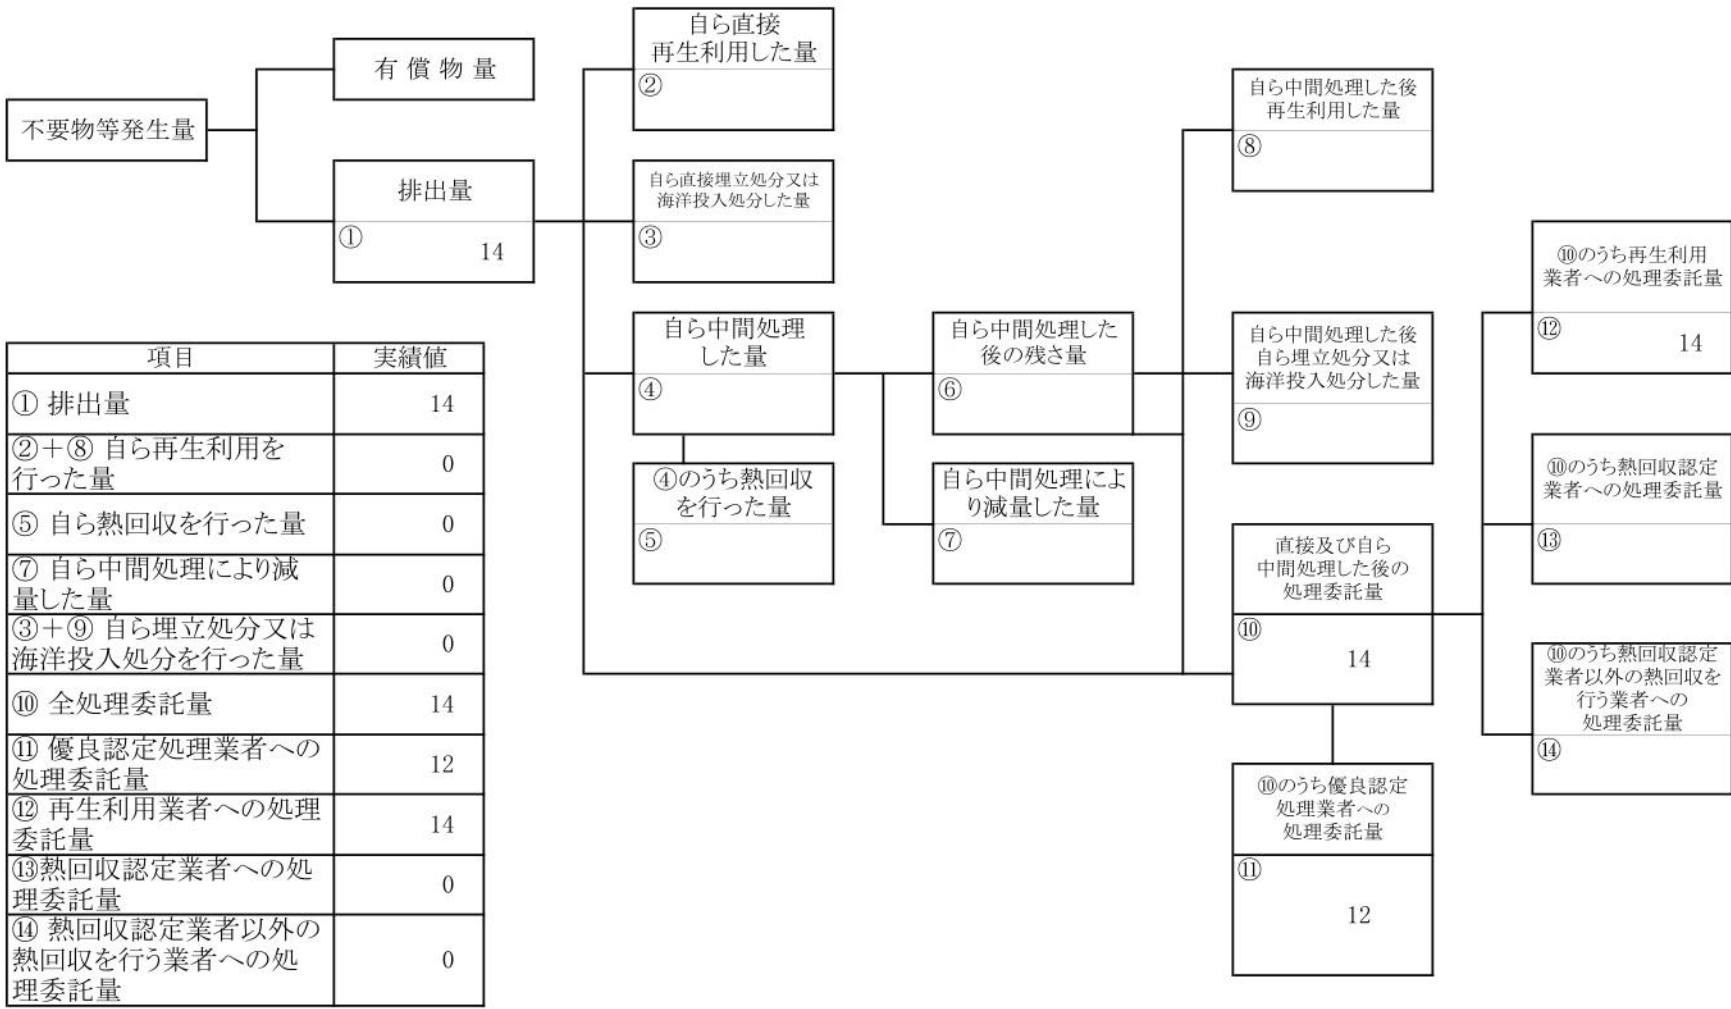 不要物等発生量
有 償 物 量
排出量
①
14
自ら直接
再生利用した量
②
自ら直接埋立処分又は
海洋投入処分した量
③
自ら中間処理
した量
④
④のうち熱回収
を行った量
⑤
自ら中間処理した
後の残さ量
⑥
自ら中間処理によ
り減量した量
⑦
自ら中間処理した後
再生利用した量
⑧
自ら中間処理した後
自ら埋立処分又は
海洋投入処分した量
⑨
直接及び自ら
中間処理した後の
処理委託量
⑩
14
⑩のうち優良認定
処理業者への
処理委託量
⑪
12
⑩のうち再生利用
業者への処理委託量
⑫
14
⑩のうち熱回収認定
業者への処理委託量
⑬
⑩のうち熱回収認定
業者以外の熱回収を
行う業者への
処理委託量
⑭
項目 実績値
① 排出量 14
②＋⑧ 自ら再生利用を
行った量 0
⑤ 自ら熱回収を行った量 0
⑦ 自ら中間処理により減
量した量 0
③＋⑨ 自ら埋立処分又は
海洋投入処分を行った量 0
⑩ 全処理委託量 14
⑪ 優良認定処理業者への
処理委託量 12
⑫ 再生利用業者への処理
委託量 14
⑬熱回収認定業者への処
理委託量 0
⑭ 熱回収認定業者以外の
熱回収を行う業者への処
理委託量 0